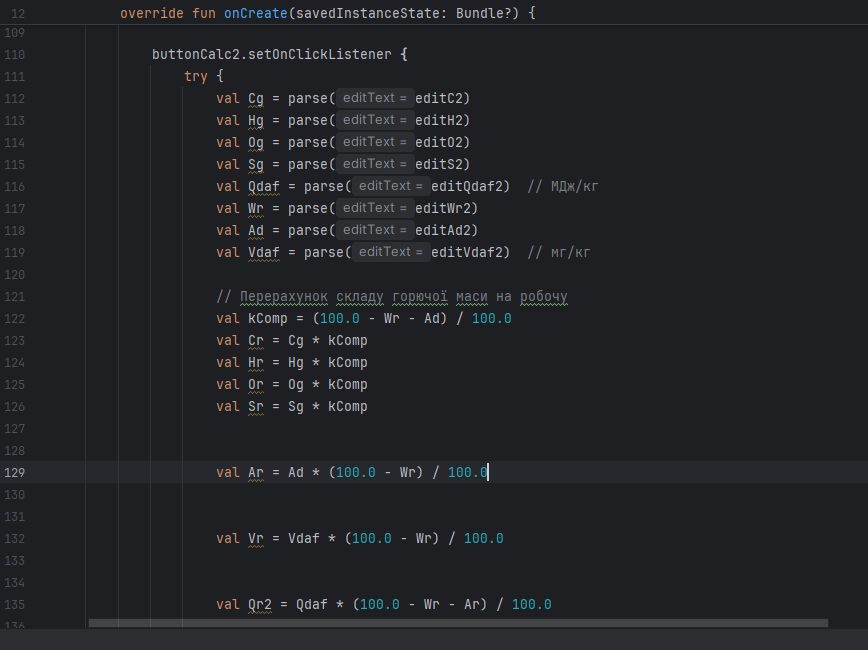 12 override fun onCreate(savedInstanceState: Bundle?) {
109
110 buttonCalc2.setOnClickListener {
111 try {
112 val Cg = parse( editText = editC2)
113 val Hg = parse( editText = editH2)
114 val Og = parse( editText = editO2)
115 val Sg = parse( editText = editS2)
116 val Qdaf = parse( editText = editQdaf2) // МДж/кг
117 val Wr = parse( editText = editWr2)
118 val Ad = parse( editText = editAd2)
119 val Vdaf = parse( editText = editVdaf2) // мг/кг
120
121 // Перерахунок складу горючої маси на робочу
122 val kComp = (100.0 - Wr - Ad) / 100.0
123 val Cr = Cg * kComp
124 val Hr = Hg * kComp
125 val Or = Og * kComp
126 val Sr = Sg * kComp
127
128
129 val Ar = Ad * (100.0 - Wr) / 100.0
130
131
132 val Vr = Vdaf * (100.0 - Wr) / 100.0
133
134
135 val Qr2 = Qdaf * (100.0 - Wr - Ar) / 100.0
136